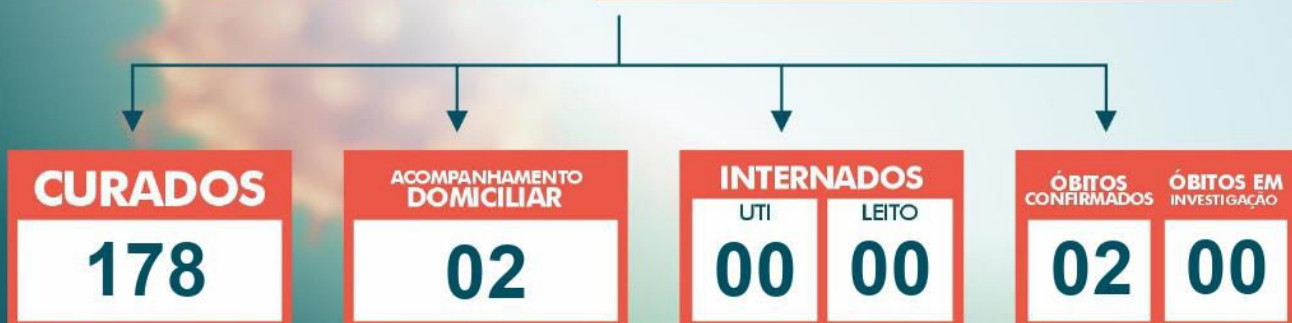 CURADOS
178
ACOMPANHAMENTO
DOMICILIAR
02
INTERNADOS
UTI
00
LEITO
00
ÓBITOS
CONFIRMADOS
02
ÓBITOS EM
INVESTIGAÇÃO
00